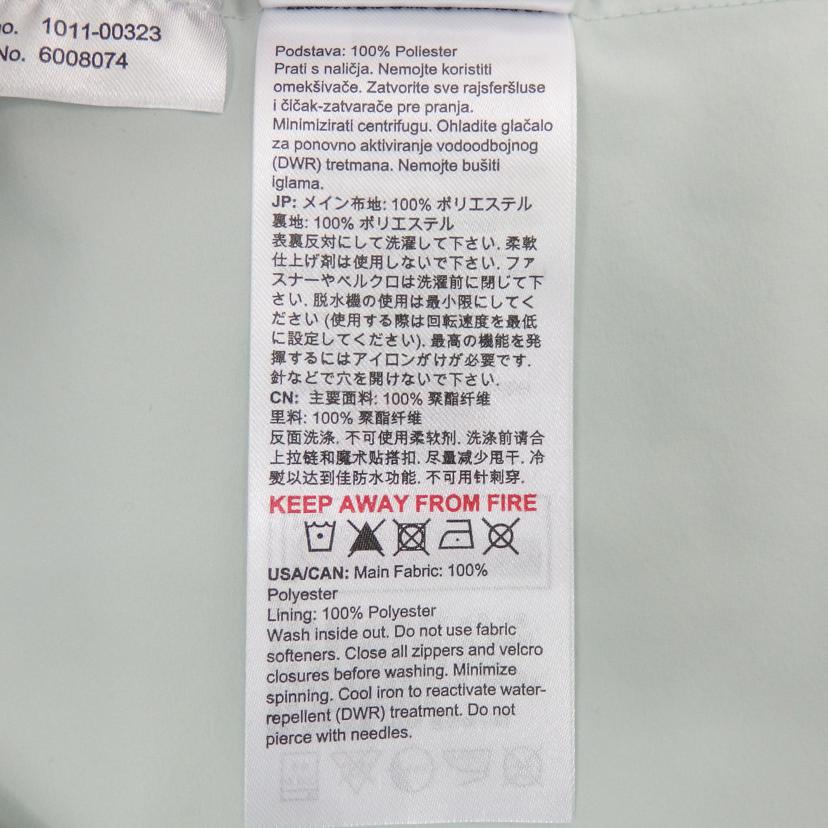 no. 1011-00323
No. 6008074
Podstava: 100% Poliester
Prati s naličja. Nemojte koristiti
omekšivače. Zatvorite sve rajsferšluse
i čičak-zatvarače pre pranja.
Minimizirati centrifugu. Ohladite glačalo
za ponovno aktiviranje vodoodbojnog
(DWR) tretmana. Nemojte bušiti
iglama.
JP: メイン布地: 100% ポリエステル
裏地: 100% ポリエステル
表裏反対にして洗濯して下さい. 柔軟
仕上げ剤は使用しないで下さい. ファ
スナーやベルクロは洗濯前に閉じて下
さい. 脱水機の使用は最小限にしてく
ださい (使用する際は回転速度を最低
に設定してください). 最高の機能を発
揮するにはアイロンがけが必要です.
針などで穴を開けないで下さい.
CN: 主要面料: 100% 聚酯纤维
里料: 100% 聚酯纤维
反面洗涤. 不可使用柔软剂. 洗涤前请合
上拉链和魔术贴搭扣. 尽量减少甩干. 冷
熨以达到佳防水功能. 不可用针刺穿.
KEEP AWAY FROM FIRE
USA/CAN: Main Fabric: 100%
Polyester
Lining: 100% Polyester
Wash inside out. Do not use fabric
softeners. Close all zippers and velcro
closures before washing. Minimize
spinning. Cool iron to reactivate water-
repellent (DWR) treatment. Do not
pierce with needles.